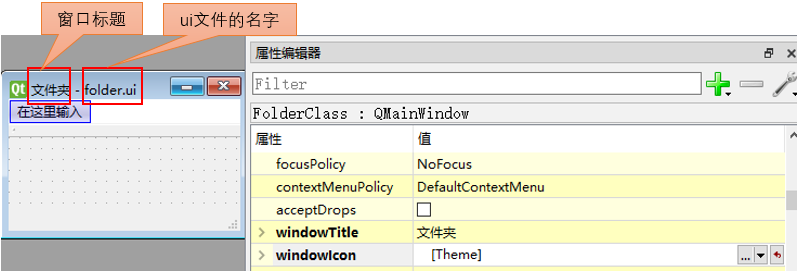 窗口标题
ui文件的名字
属性编辑器
Qt 文件夹 - folder.ui
Filter
在这里输入
FolderClass : QMainWindow
属性 值
focusPolicy NoFocus
contextMenuPolicy DefaultContextMenu
acceptDrops
windowTitle 文件夹
windowIcon [Theme] ...